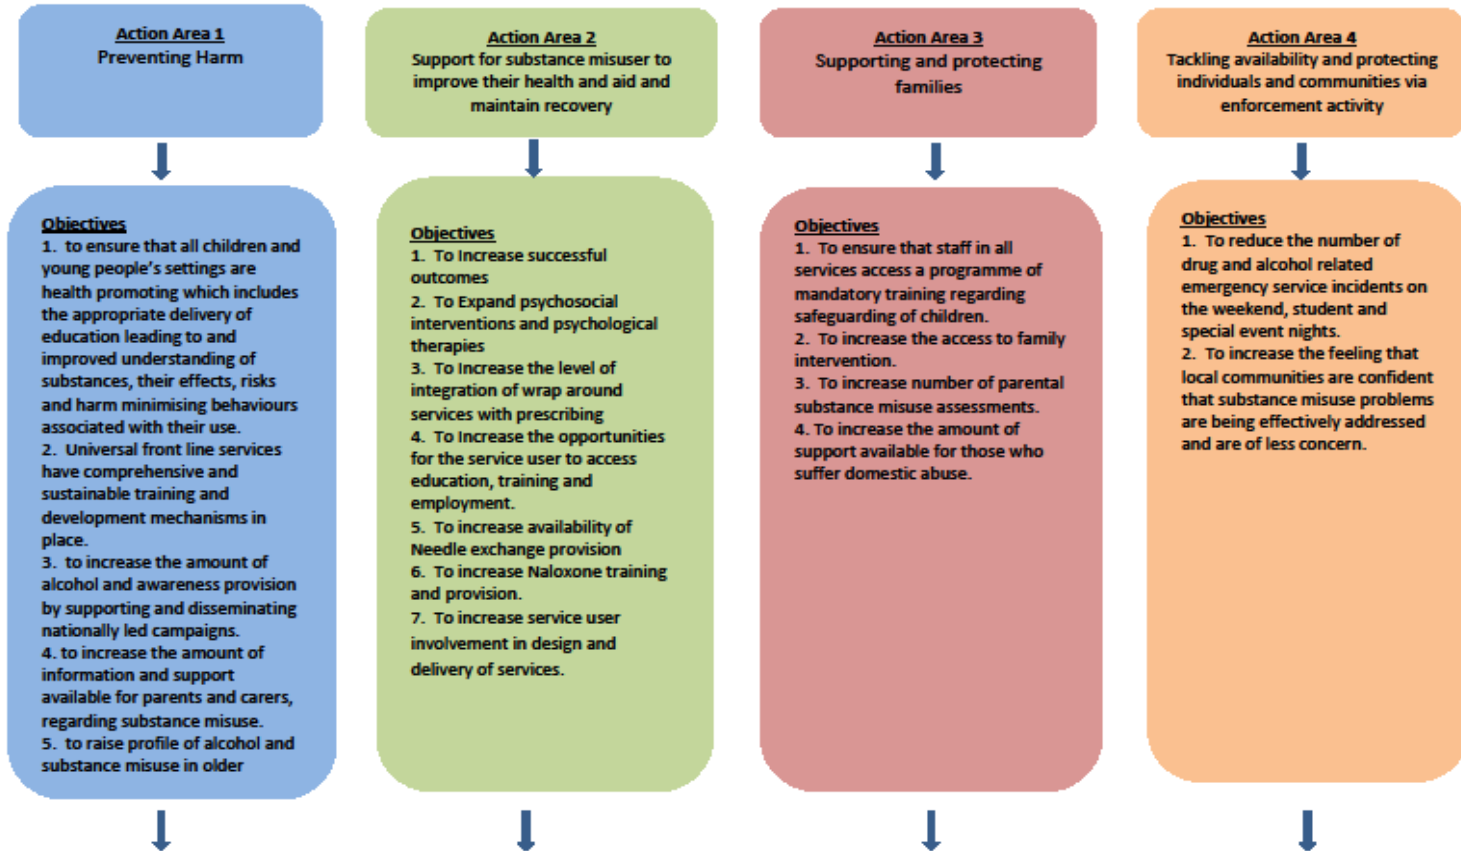 Action Area 1
Preventing Harm
Action Area 2
Support for substance misuser to
improve their health and aid and
maintain recovery
Action Area 3
Supporting and protecting
families
Action Area 4
Tackling availability and protecting
individuals and communities via
enforcement activity
Objectives
1. to ensure that all children and
young people's settings are
health promoting which includes
the appropriate delivery of
education leading to and
improved understanding of
substances, their effects, risks
and harm minimising behaviours
associated with their use.
2. Universal front line services
have comprehensive and
sustainable training and
development mechanisms in
place.
3. to increase the amount of
alcohol and awareness provision
by supporting and disseminating
nationally led campaigns.
4. to increase the amount of
information and support
available for parents and carers,
regarding substance misuse.
5. to raise profile of alcohol and
substance misuse in older
Objectives
1. To Increase successful
outcomes
2. To Expand psychosocial
interventions and psychological
therapies
3. To Increase the level of
integration of wrap around
services with prescribing
4. To Increase the opportunities
for the service user to access
education, training and
employment.
5. To increase availability of
Needle exchange provision
6. To increase Naloxone training
and provision.
7. To increase service user
involvement in design and
delivery of services.
Objectives
1. To ensure that staff in all
services access a programme of
mandatory training regarding
safeguarding of children.
2. To increase the access to family
intervention.
3. To increase number of parental
substance misuse assessments.
4. To increase the amount of
support available for those who
suffer domestic abuse.
Objectives
1. To reduce the number of
drug and alcohol related
emergency service incidents on
the weekend, student and
special event nights.
2. To increase the feeling that
local communities are confident
that substance misuse problems
are being effectively addressed
and are of less concern.